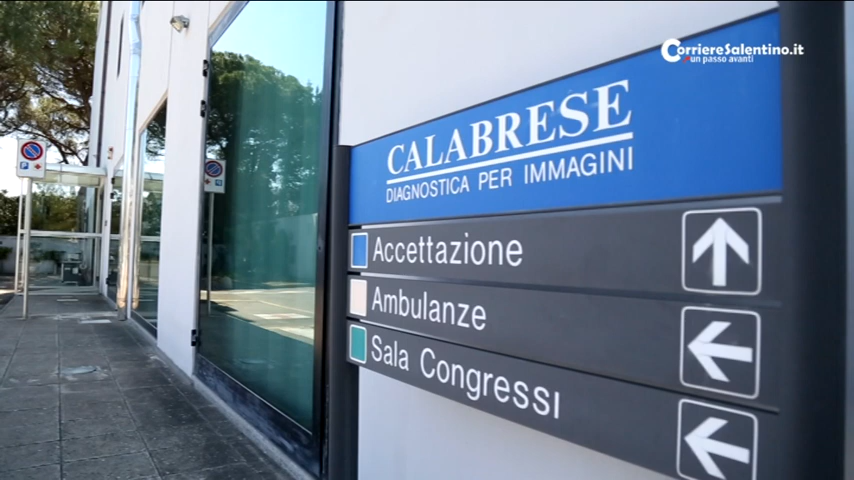 CorriereSalentino.it
un passo avanti
CALABRESE
DIAGNOSTICA PER IMMAGINI
Accettazione
Ambulanze
Sala Congressi
P